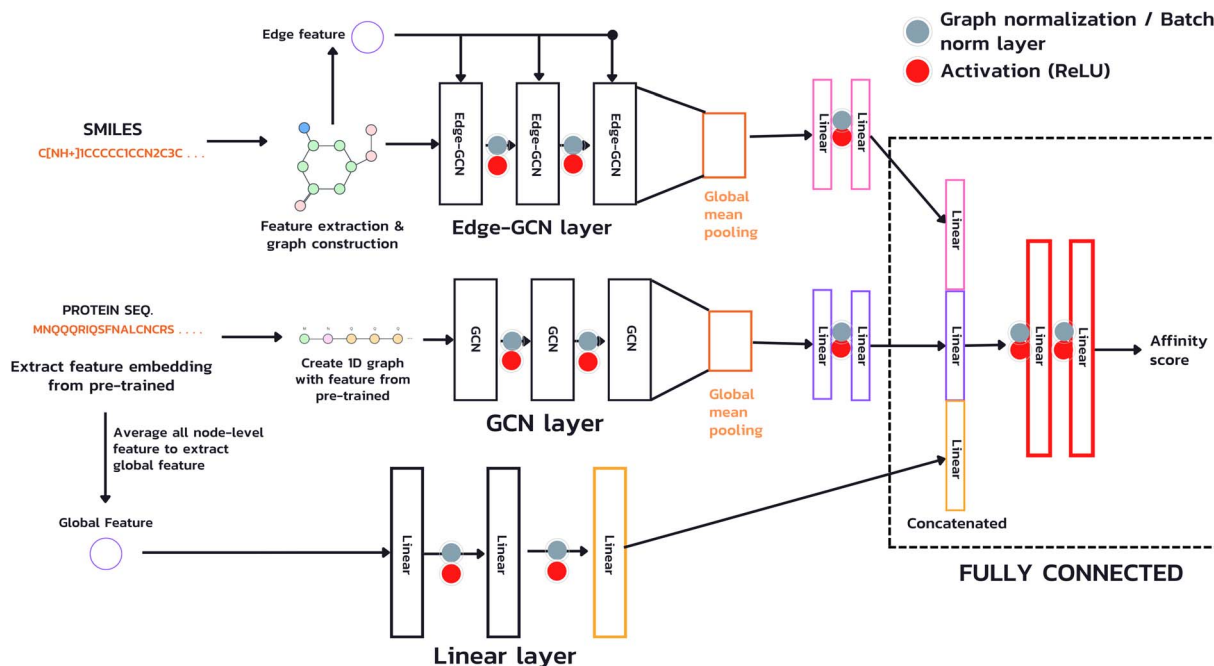 Edge feature
Graph normalization / Batch
norm layer
Activation (ReLU)
SMILES
C[NH+]1CCCCC1CCN2C3C . . .
Feature extraction &
graph construction
Edge-GCN
Edge-GCN
Edge-GCN
Edge-GCN layer
Global
mean
pooling
Linear
Linear
Linear
PROTEIN SEQ.
MNQQQRIQSFNALCNCRS . . . .
Extract feature embedding
from pre-trained
N Q Q Q ...
Create 1D graph
with feature from
pre-trained
GCN
GCN
GCN
GCN layer
Global
mean
pooling
Linear
Linear
Linear
Linear
Linear
Affinity
score
Average all node-level
feature to extract
global feature
Global Feature
Linear
Linear
Linear
Linear layer
Linear
Concatenated
FULLY CONNECTED